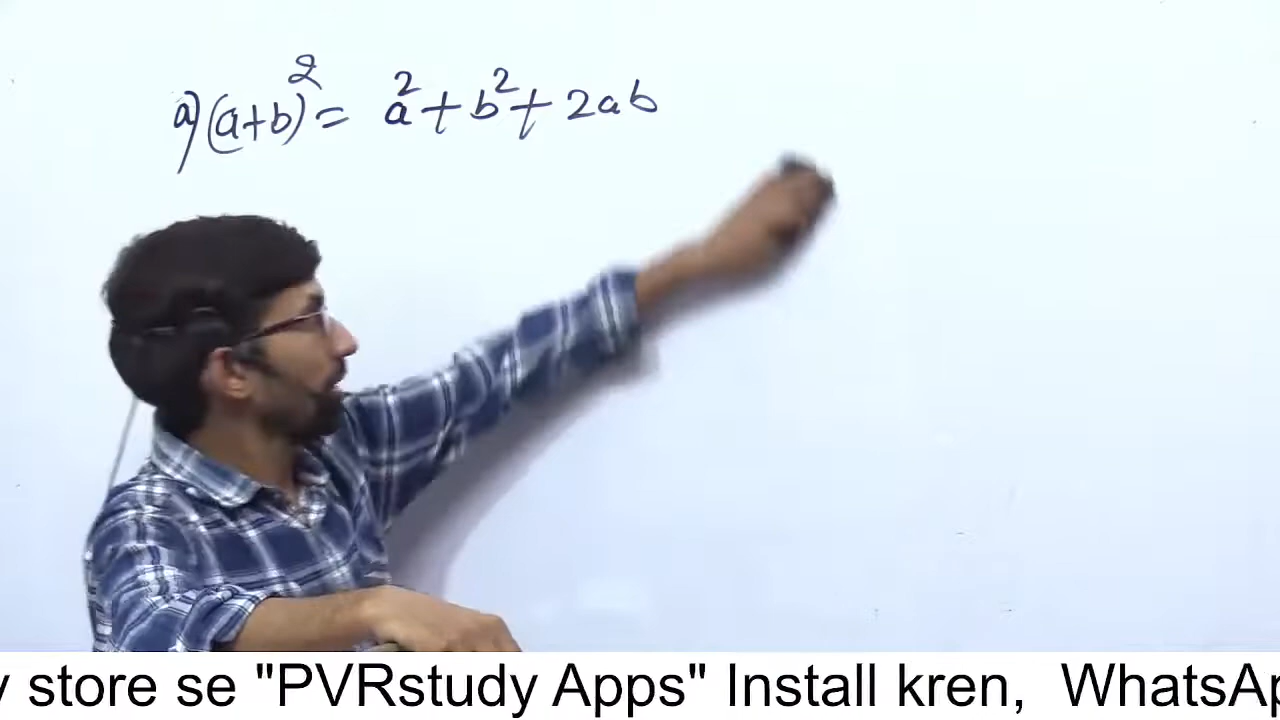 a) (a+b)² = a² + b² + 2ab
y store se "PVRstudy Apps" Install kren, WhatsAp